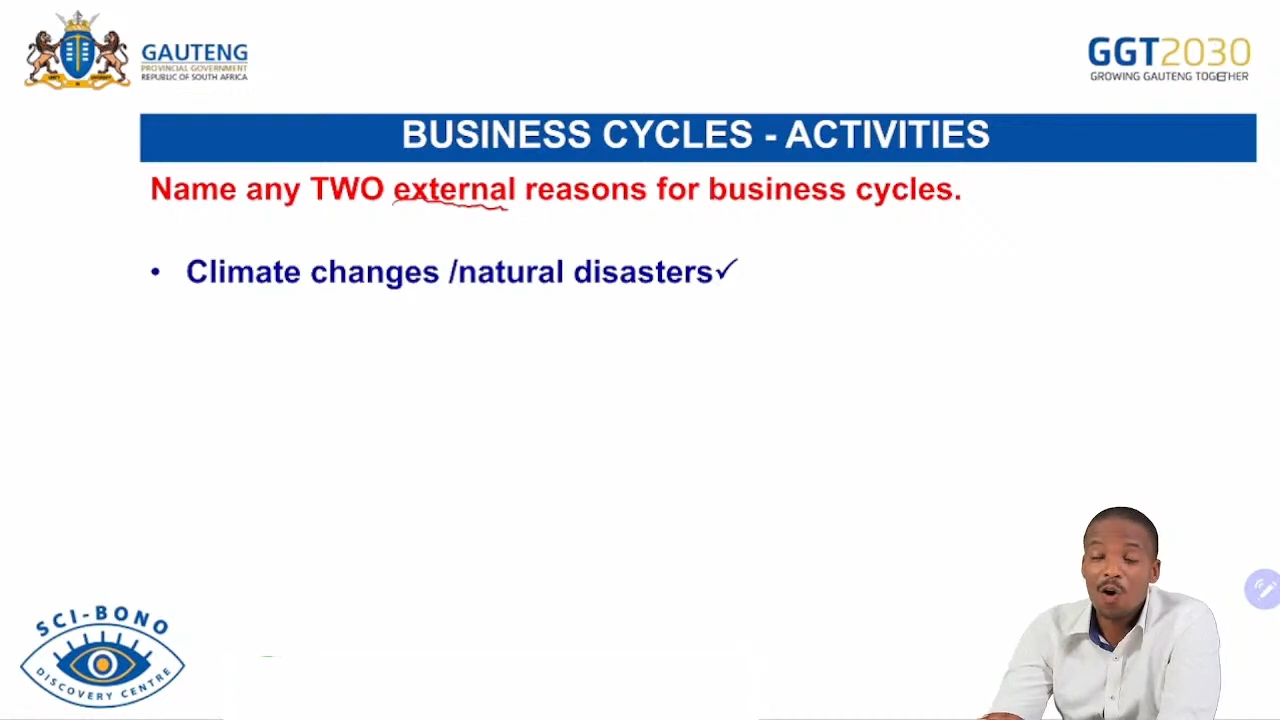 GAUTENG
PROVINCIAL GOVERNMENT
REPUBLIC OF SOUTH AFRICA
GGT2030
GROWING GAUTENG TOGETHER
BUSINESS CYCLES - ACTIVITIES
Name any TWO external reasons for business cycles.
• Climate changes /natural disasters✓
SCI-BONO
DISCOVERY CENTRE